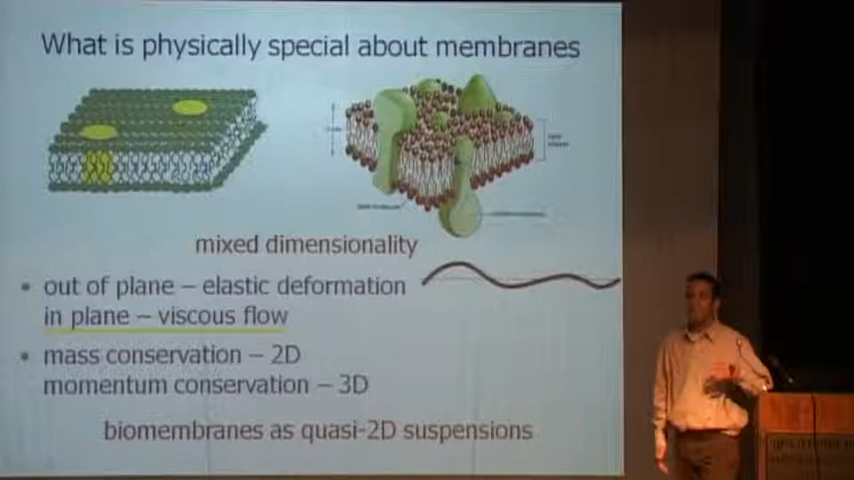 What is physically special about membranes
mixed dimensionality
• out of plane – elastic deformation
in plane – viscous flow
• mass conservation – 2D
momentum conservation – 3D
biomembranes as quasi-2D suspensions